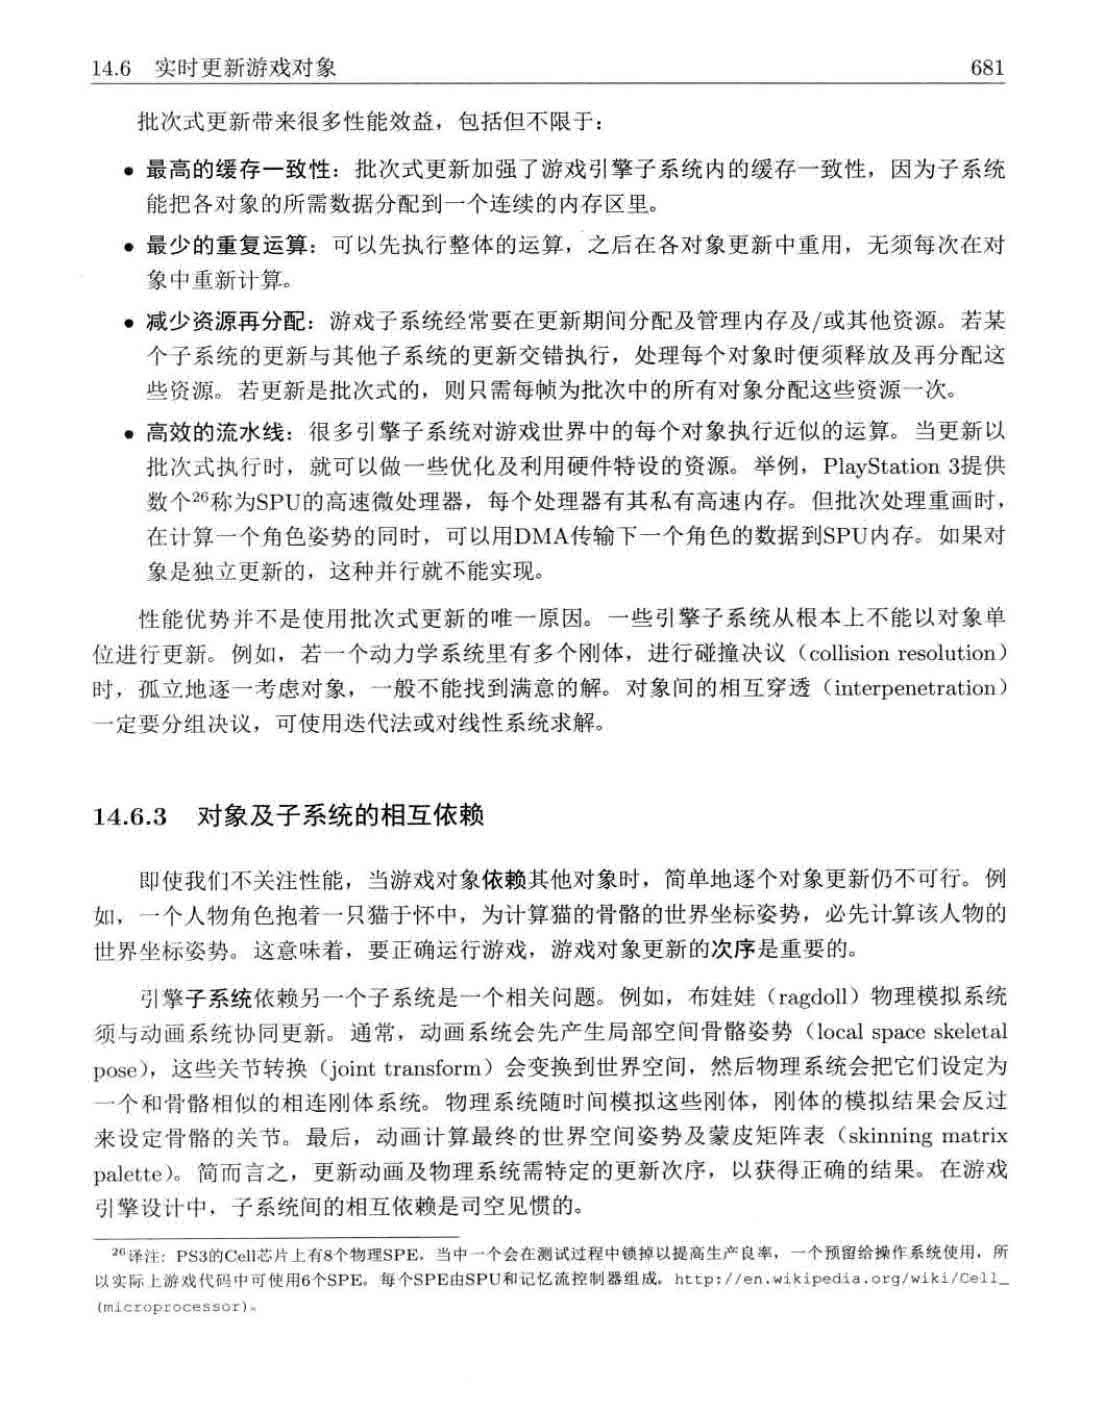 14.6 实时更新游戏对象 681
批次式更新带来很多性能效益，包括但不限于：
● 最高的缓存一致性：批次式更新加强了游戏引擎子系统内的缓存一致性，因为子系统
能把各对象的所需数据分配到一个连续的内存区里。
● 最少的重复运算：可以先执行整体的运算，之后在各对象更新中重用，无须每次在对
象中重新计算。
● 减少资源再分配：游戏子系统经常要在更新期间分配及管理内存及/或其他资源。若某
个子系统的更新与其他子系统的更新交错执行，处理每个对象时便须释放及再分配这
些资源。若更新是批次式的，则只需每帧为批次中的所有对象分配这些资源一次。
● 高效的流水线：很多引擎子系统对游戏世界中的每个对象执行近似的运算。当更新以
批次式执行时，就可以做一些优化及利用硬件特设的资源。举例，PlayStation 3提供
数个26称为SPU的高速微处理器，每个处理器有其私有高速内存。但批次处理重画时，
在计算一个角色姿势的同时，可以用DMA传输下一个角色的数据到SPU内存。如果对
象是独立更新的，这种并行就不能实现。
性能优势并不是使用批次式更新的唯一原因。一些引擎子系统从根本上不能以对象单
位进行更新。例如，若一个动力学系统里有多个刚体，进行碰撞决议（collision resolution）
时，孤立地逐一考虑对象，一般不能找到满意的解。对象间的相互穿透（interpenetration）
一定要分组决议，可使用迭代法或对线性系统求解。
14.6.3 对象及子系统的相互依赖
即使我们不关注性能，当游戏对象依赖其他对象时，简单地逐个对象更新仍不可行。例
如，一个人物角色抱着一只猫于怀中，为计算猫的骨骼的世界坐标姿势，必先计算该人物的
世界坐标姿势。这意味着，要正确运行游戏，游戏对象更新的次序是重要的。
引擎子系统依赖另一个子系统是一个相关问题。例如，布娃娃（ragdoll）物理模拟系统
须与动画系统协同更新。通常，动画系统会先产生局部空间骨骼姿势（local space skeletal
pose），这些关节转换（joint transform）会变换到世界空间，然后物理系统会把它们设定为
一个和骨骼相似的相连刚体系统。物理系统随时间模拟这些刚体，刚体的模拟结果会反过
来设定骨骼的关节。最后，动画计算最终的世界空间姿势及蒙皮矩阵表（skinning matrix
palette）。简而言之，更新动画及物理系统需特定的更新次序，以获得正确的结果。在游戏
引擎设计中，子系统间的相互依赖是司空见惯的。
26译注：PS3的Cell芯片上有8个物理SPE，当中一个会在测试过程中锁掉以提高生产良率，一个预留给操作系统使用，所
以实际上游戏代码中可使用6个SPE。每个SPE由SPU和记忆流控制器组成。http://en.wikipedia.org/wiki/Cell_
(microprocessor)。